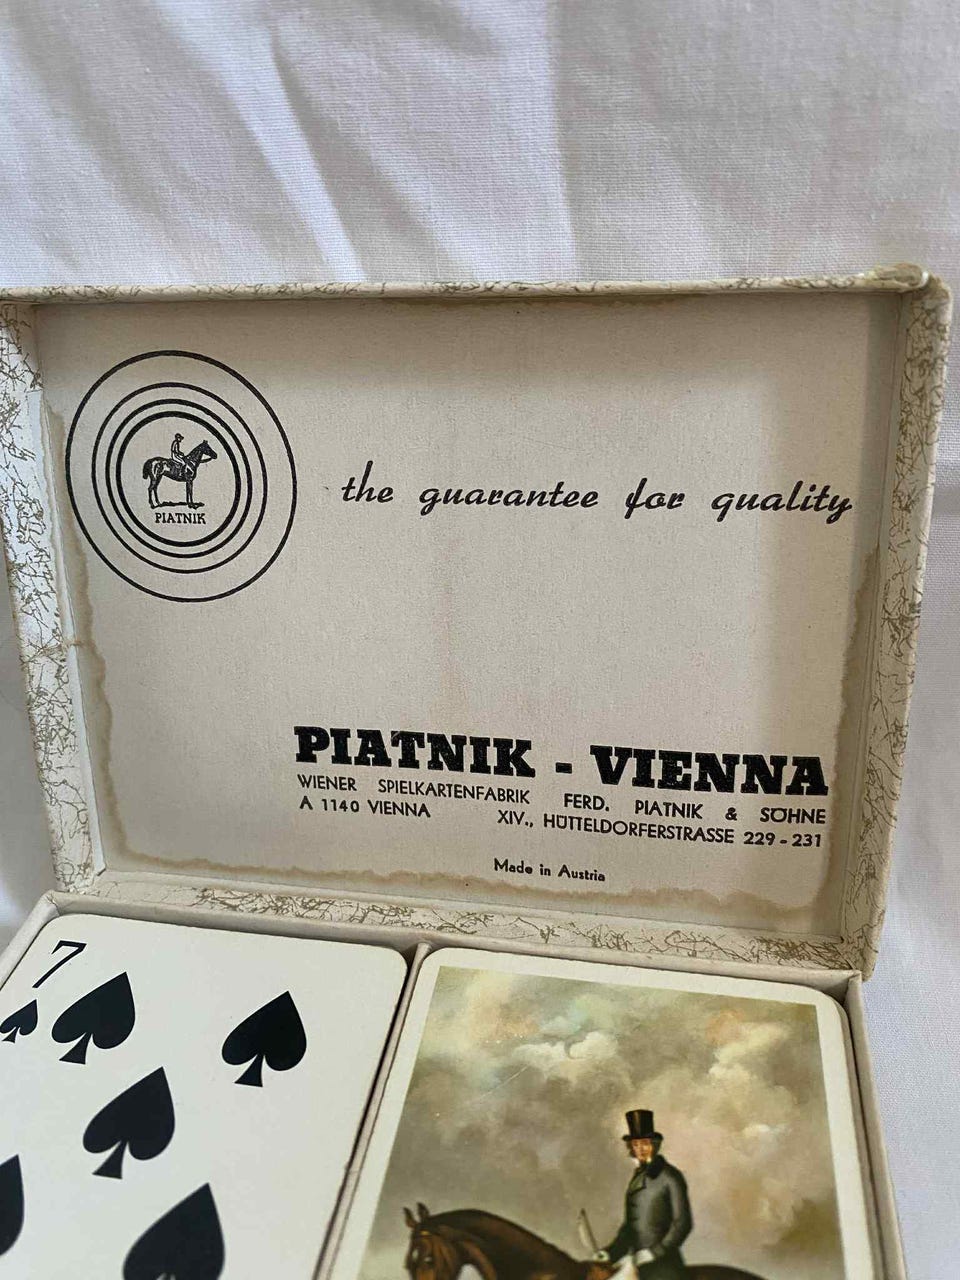 PIATNIK
the guarantee for quality
PIATNIK - VIENNA
WIENER SPIELKARTENFABRIK FERD. PIATNIK & SÖHNE
A 1140 VIENNA XIV., HÜTTELDORFERSTRASSE 229-231
Made in Austria
7